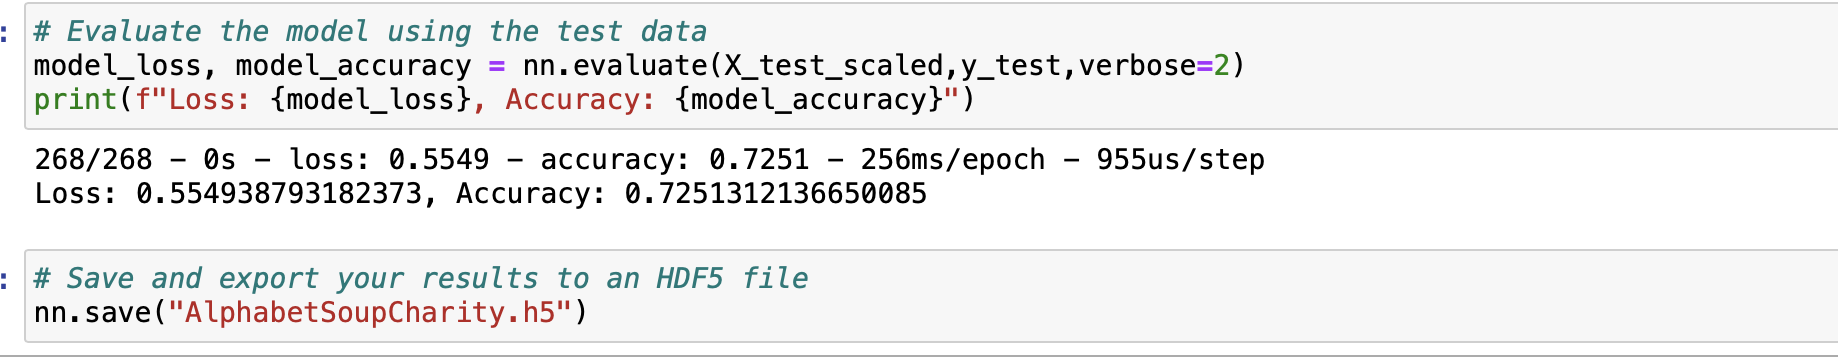 # Evaluate the model using the test data
model_loss, model_accuracy = nn.evaluate(X_test_scaled,y_test,verbose=2)
print(f"Loss: {model_loss}, Accuracy: {model_accuracy}")
268/268 - 0s - loss: 0.5549 - accuracy: 0.7251 - 256ms/epoch - 955us/step
Loss: 0.554938793182373, Accuracy: 0.7251312136650085
# Save and export your results to an HDF5 file
nn.save("AlphabetSoupCharity.h5")